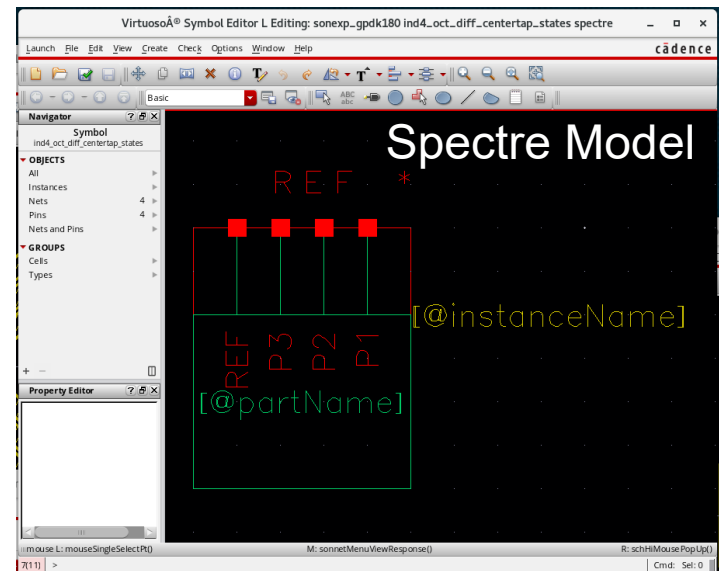 VirtuosoÂ® Symbol Editor L Editing: sonexp_gpdk180 ind4_oct_diff_centertap_states spectre
Launch File Edit View Create Check Options Window Help
cādence
Basic
ABC
abc
Navigator
Symbol
ind4_oct_diff_centertap_states
OBJECTS
All
Instances
Nets 4
Pins 4
Nets and Pins
GROUPS
Cells
Types
+ -
Property Editor
Spectre Model
REF *
[@instanceName]
REF P3 P2 P1
[@partName]
mouse L: mouseSingleSelectPt() M: sonnetMenuViewResponse() R: schHiMousePopUp()
7(11) > Cmd: Sel: 0